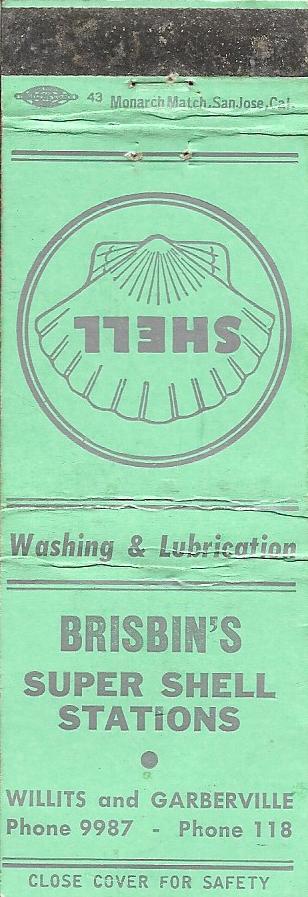 43 Monarch Match, San Jose, Cal.
SHELL
Washing & Lubrication
BRISBIN'S
SUPER SHELL
STATIONS
WILLITS and GARBERVILLE
Phone 9987 - Phone 118
CLOSE COVER FOR SAFETY